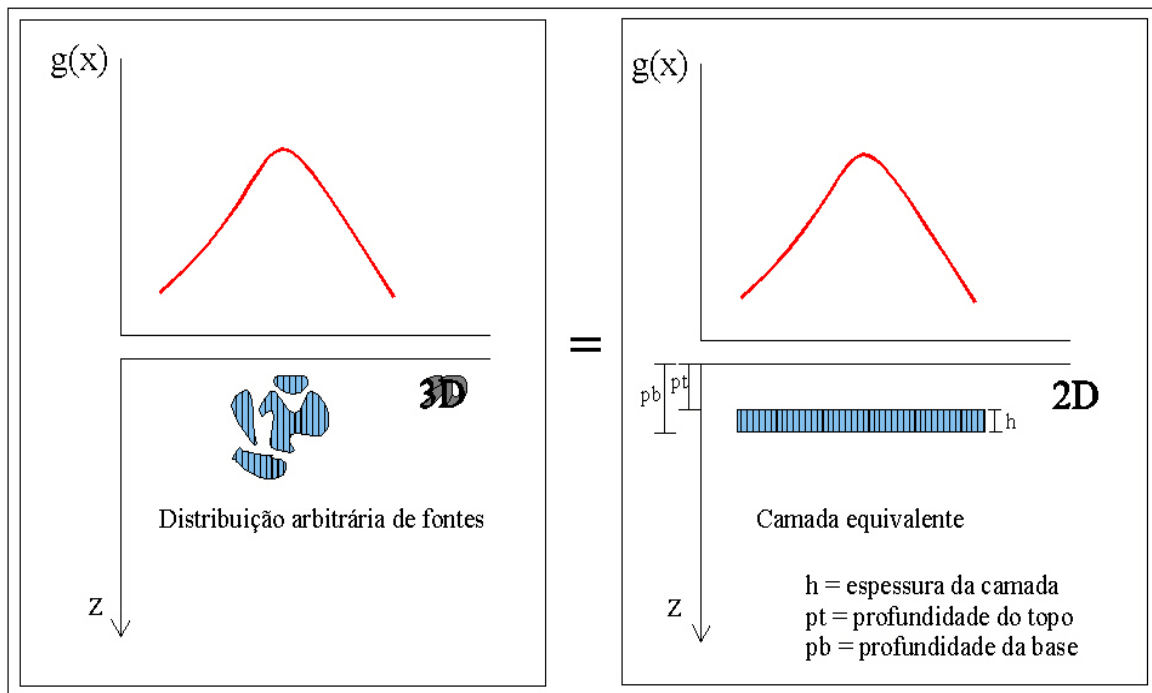 g(x)
3D
Distribuição arbitrária de fontes
z
=
g(x)
pb
pt
2D
h
Camada equivalente
h = espessura da camada
pt = profundidade do topo
pb = profundidade da base
z